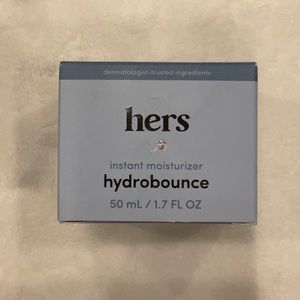 dermatologist-trusted ingredients
hers
instant moisturizer
hydrobounce
50 mL / 1.7 FL OZ